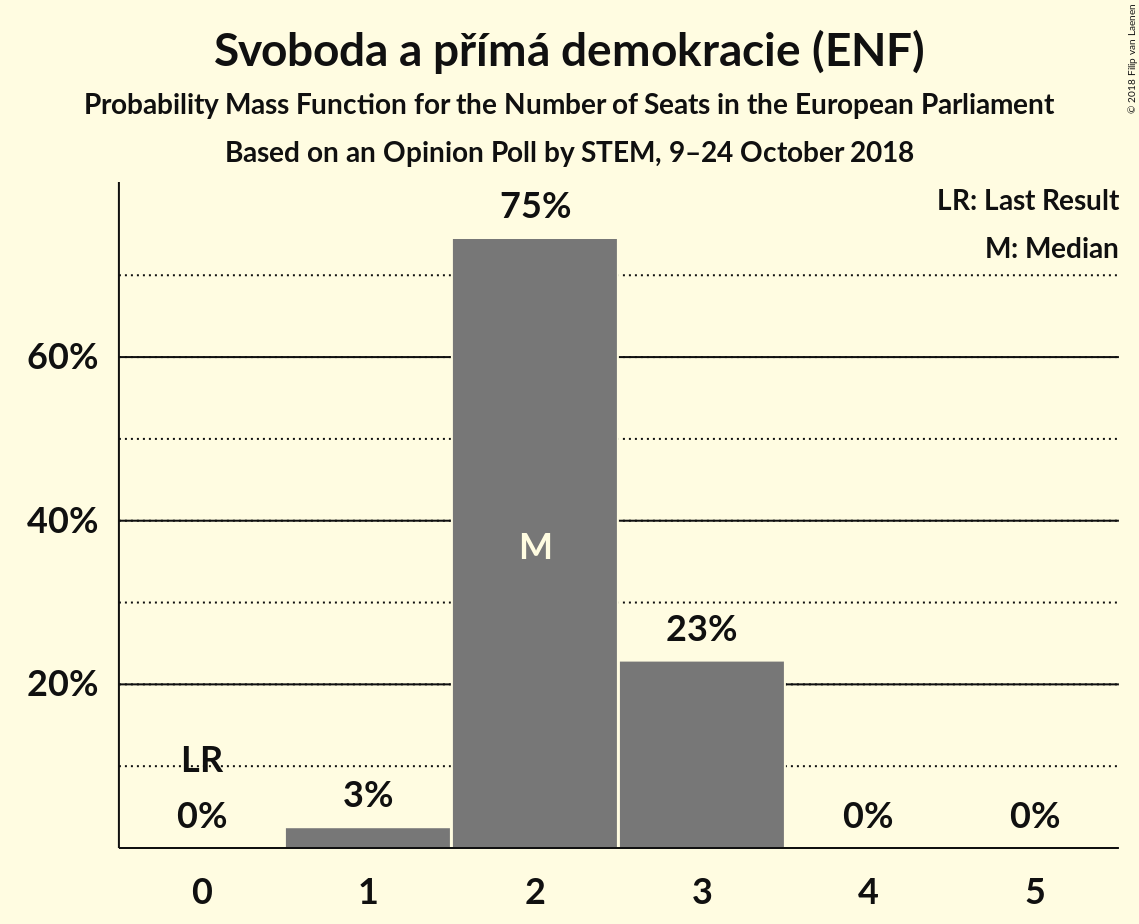 Svoboda a přímá demokracie (ENF)
Probability Mass Function for the Number of Seats in the European Parliament
Based on an Opinion Poll by STEM, 9–24 October 2018
© 2018 Filip van Laenen
LR: Last Result
M: Median
75%
60%
40%
M
23%
20%
LR
0%
3%
0%
0%
0 1 2 3 4 5